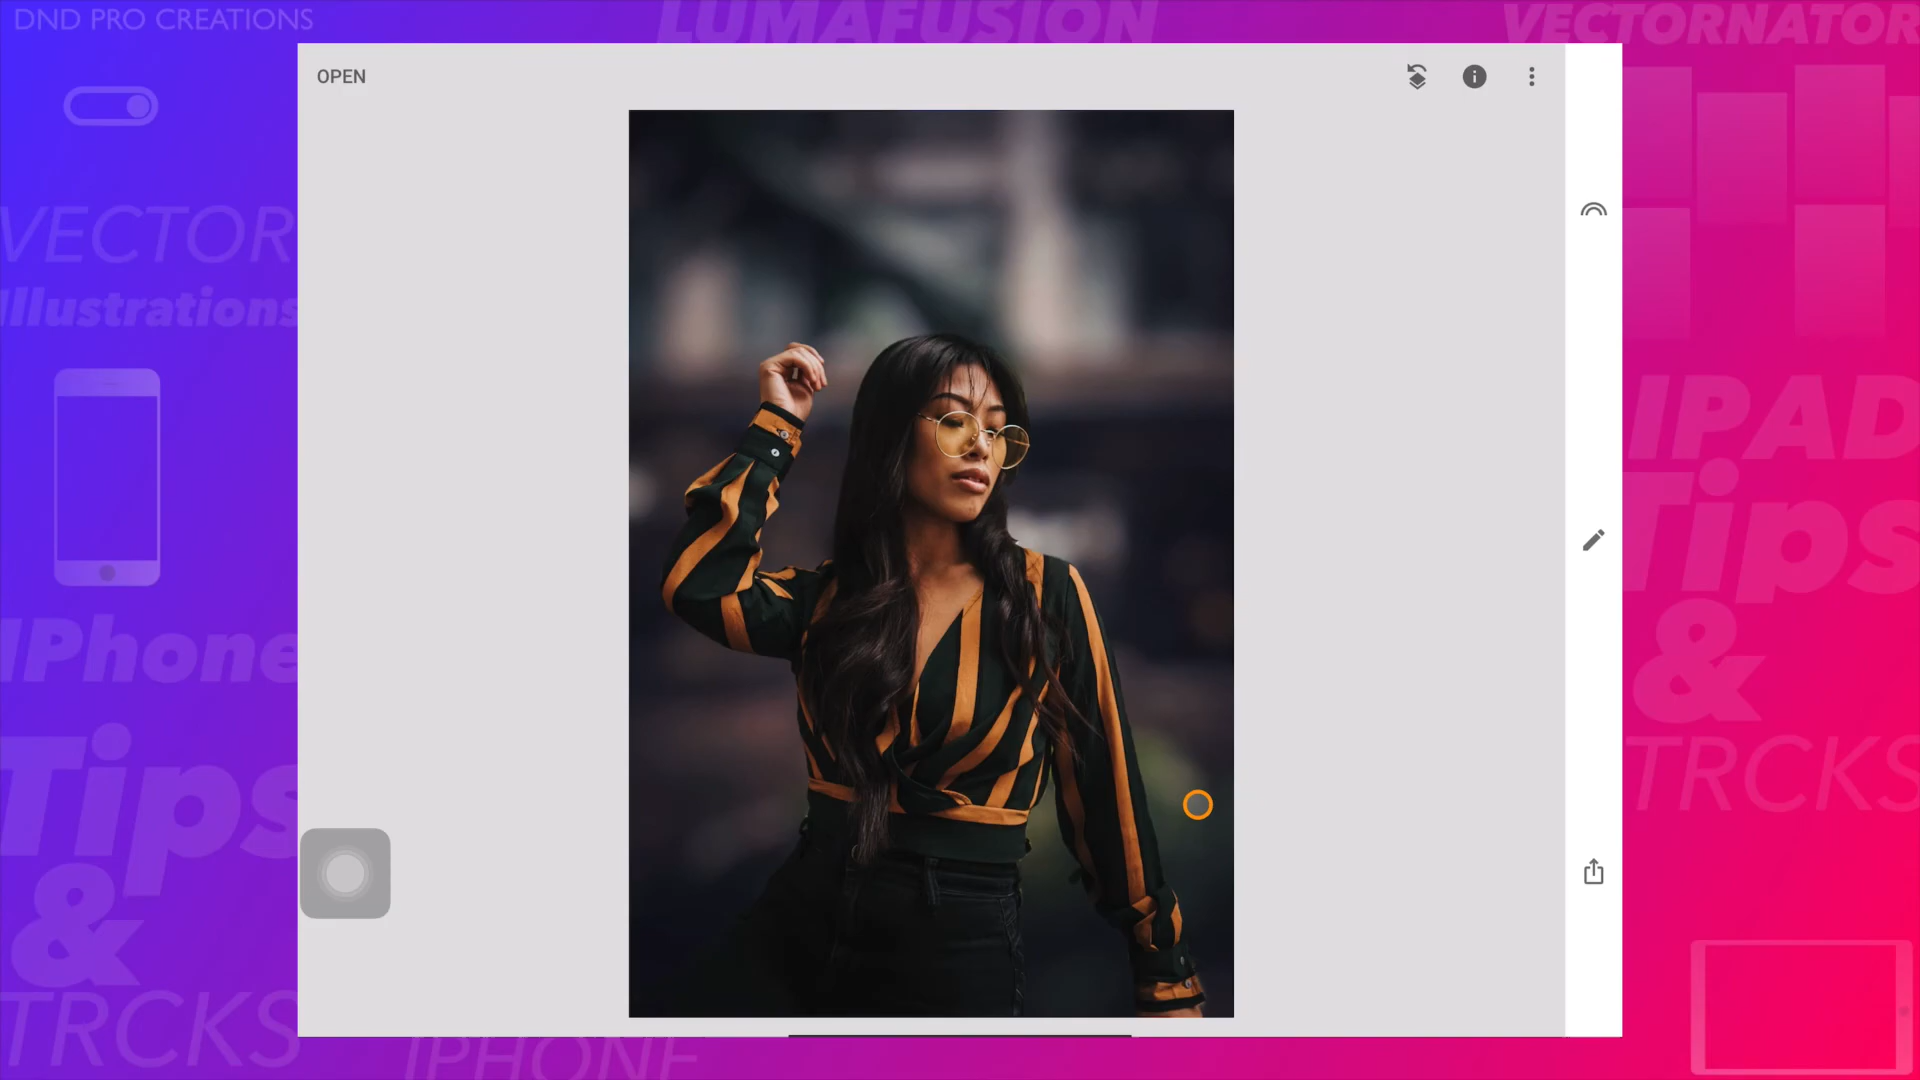 DND PRO CREATIONS
LUMAFUSION
VECTORNATOR
OPEN
VECTOR
Illustrations
IPhone
Tips
&
TRCKS
IPHONE
IPAD
Tips
&
TRCKS